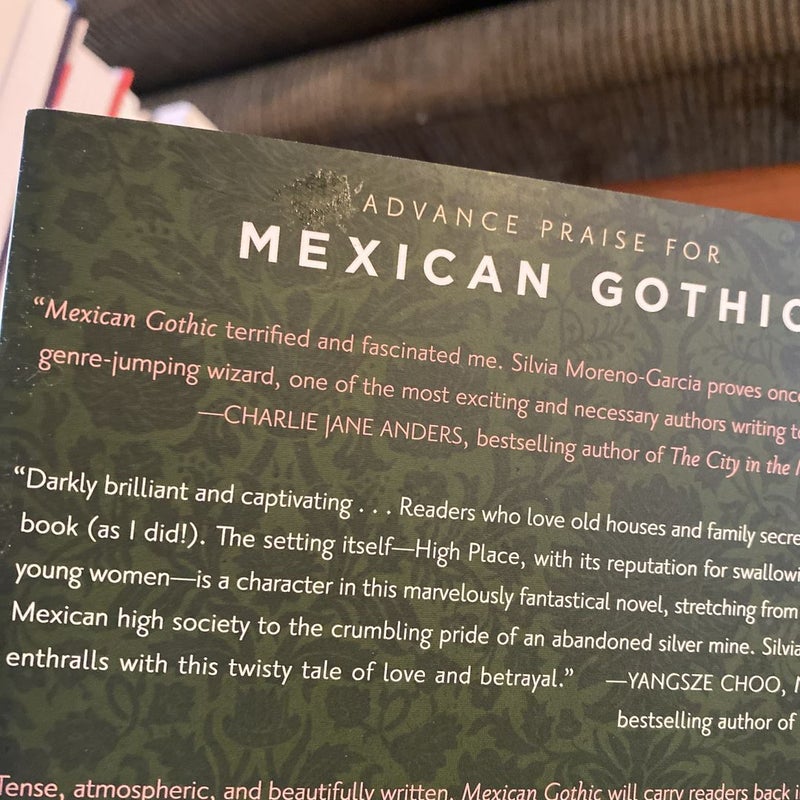 ADVANCE PRAISE FOR
MEXICAN GOTHIC
“Mexican Gothic terrified and fascinated me. Silvia Moreno-Garcia proves once
genre-jumping wizard, one of the most exciting and necessary authors writing
—CHARLIE JANE ANDERS, bestselling author of The City in the
“Darkly brilliant and captivating . . . Readers who love old houses and family
book (as I did!). The setting itself—High Place, with its reputation for
young women—is a character in this marvelously fantastical novel, stretching from
Mexican high society to the crumbling pride of an abandoned silver mine. Silvia
enthralls with this twisty tale of love and betrayal.” —YANGSZE CHOO,
bestselling author of
Tense, atmospheric, and beautifully written, Mexican Gothic will carry readers back